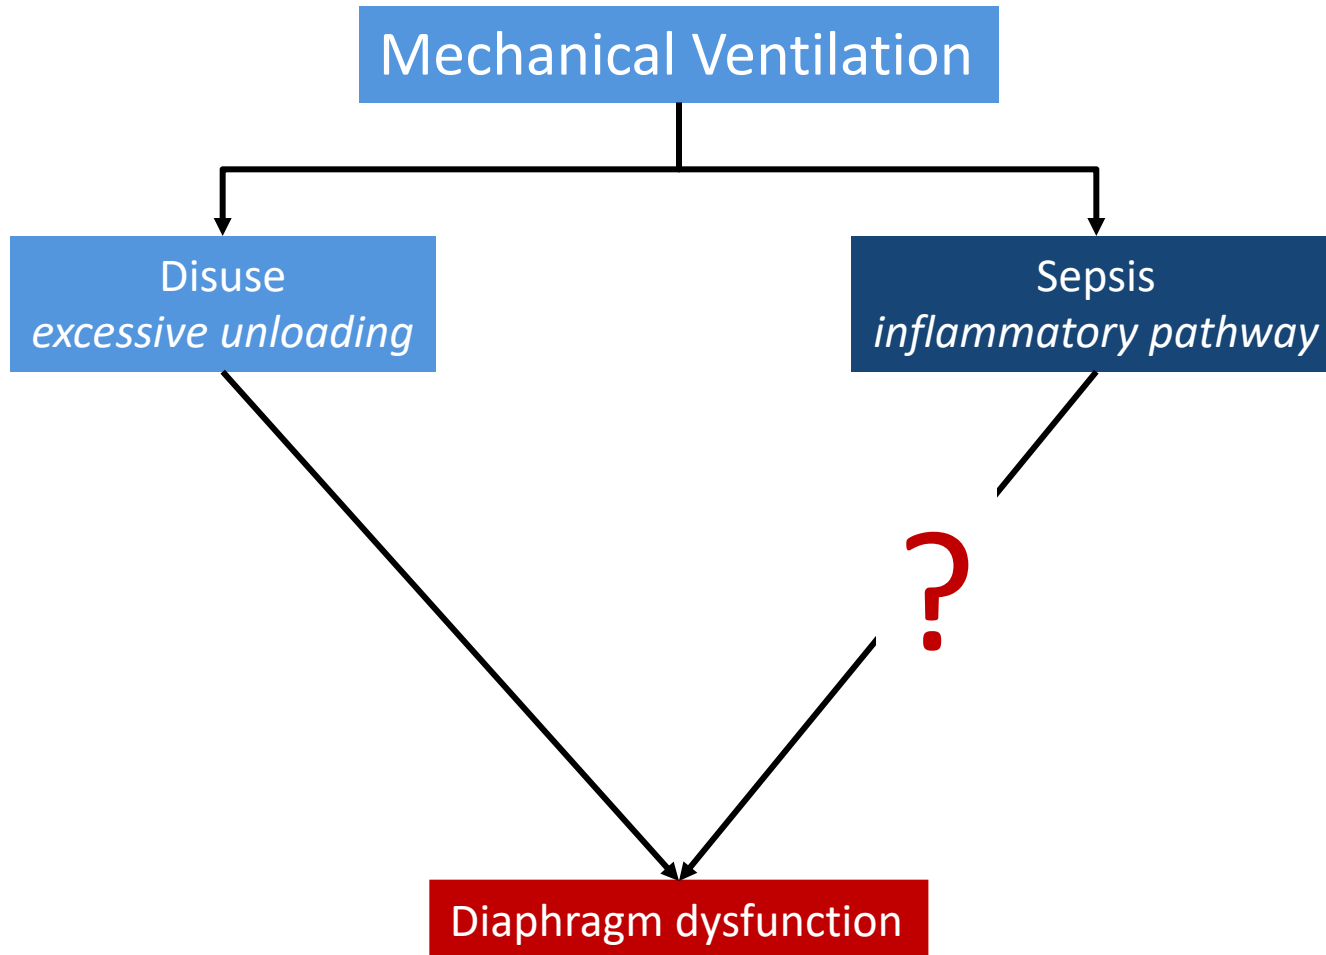 Mechanical Ventilation
Disuse
excessive unloading
Sepsis
inflammatory pathway
?
Diaphragm dysfunction